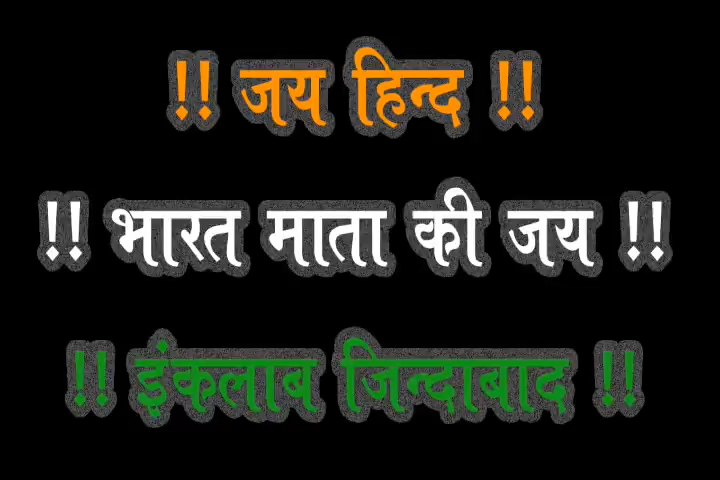 !! जय हिन्द !!
!! भारत माता की जय !!
!! इंकलाब जिन्दाबाद !!